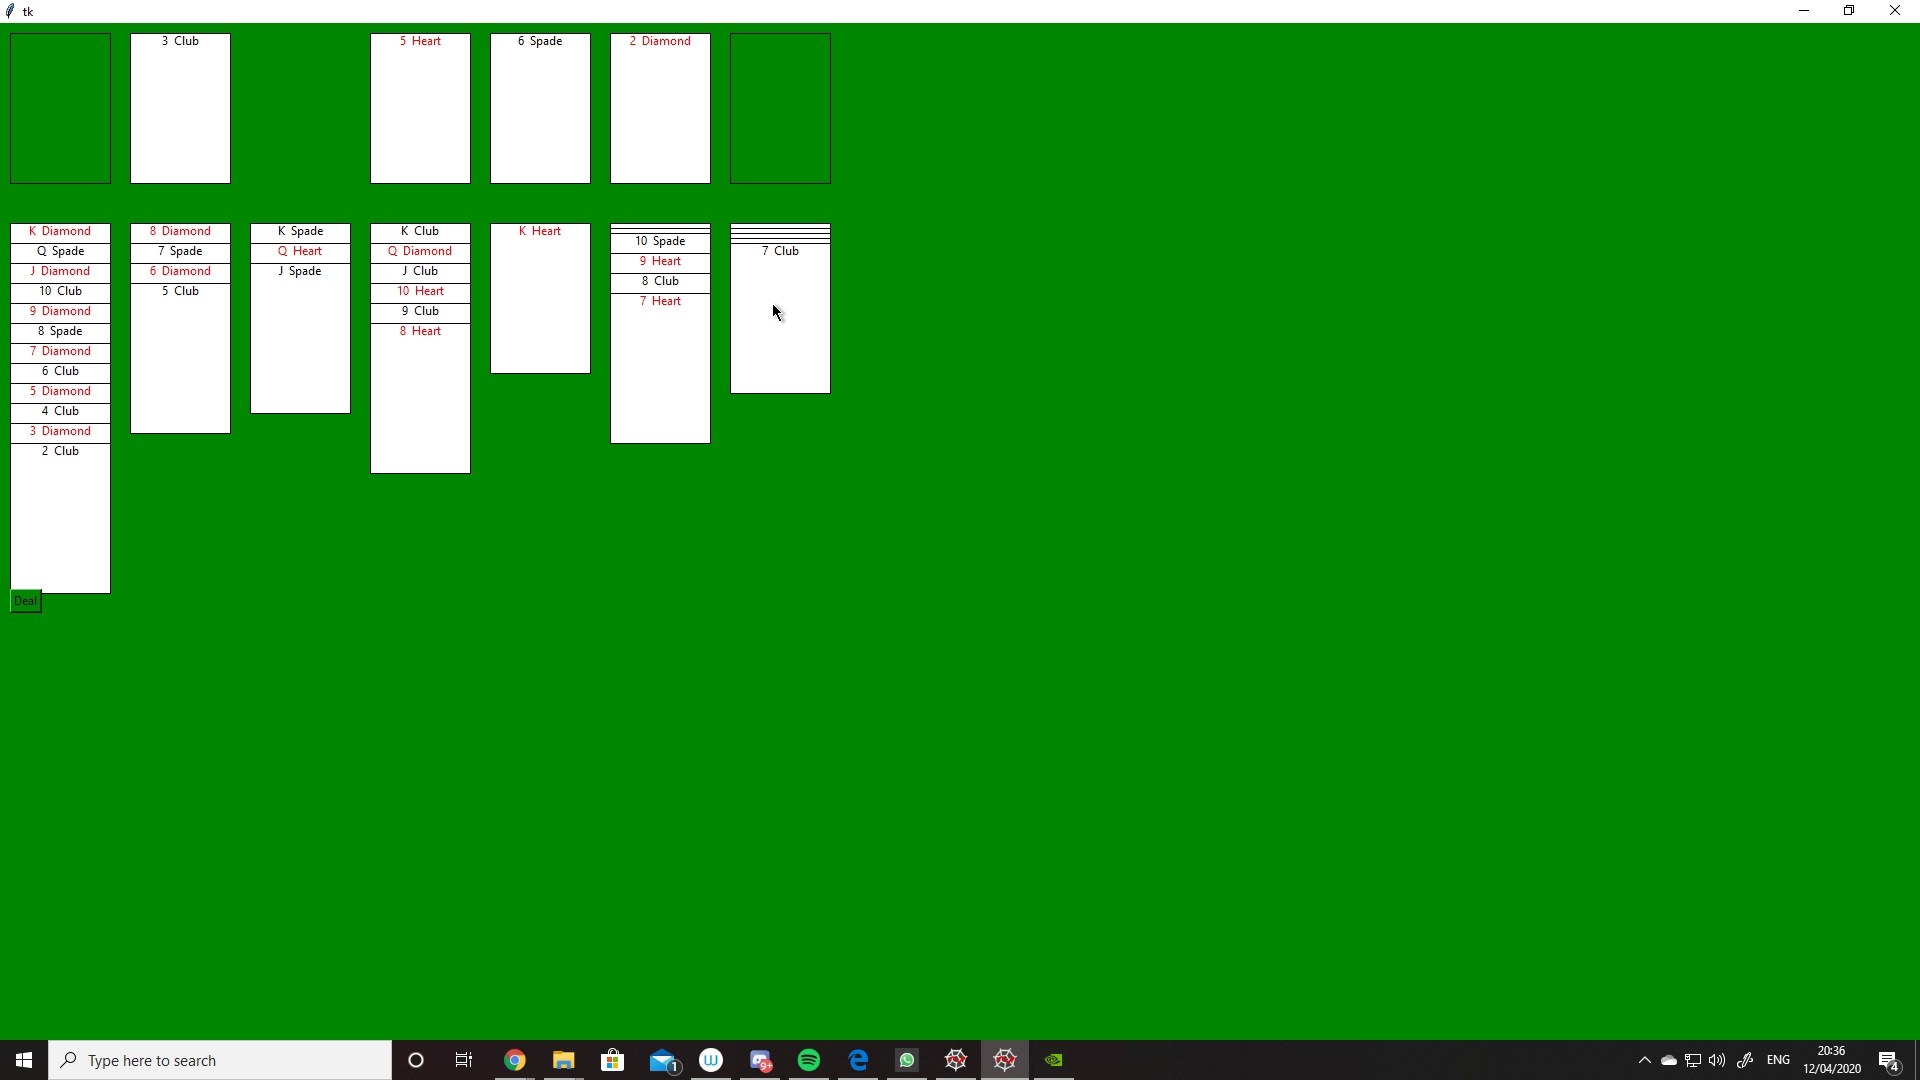 tk
3 Club
5 Heart
6 Spade
2 Diamond
K Diamond
Q Spade
J Diamond
10 Club
9 Diamond
8 Spade
7 Diamond
6 Club
5 Diamond
4 Club
3 Diamond
2 Club
8 Diamond
7 Spade
6 Diamond
5 Club
K Spade
Q Heart
J Spade
K Club
Q Diamond
J Club
10 Heart
9 Club
8 Heart
K Heart
10 Spade
9 Heart
8 Club
7 Heart
7 Club
Deal
Type here to search
1
W
9+
ENG
20:36
12/04/2020
4